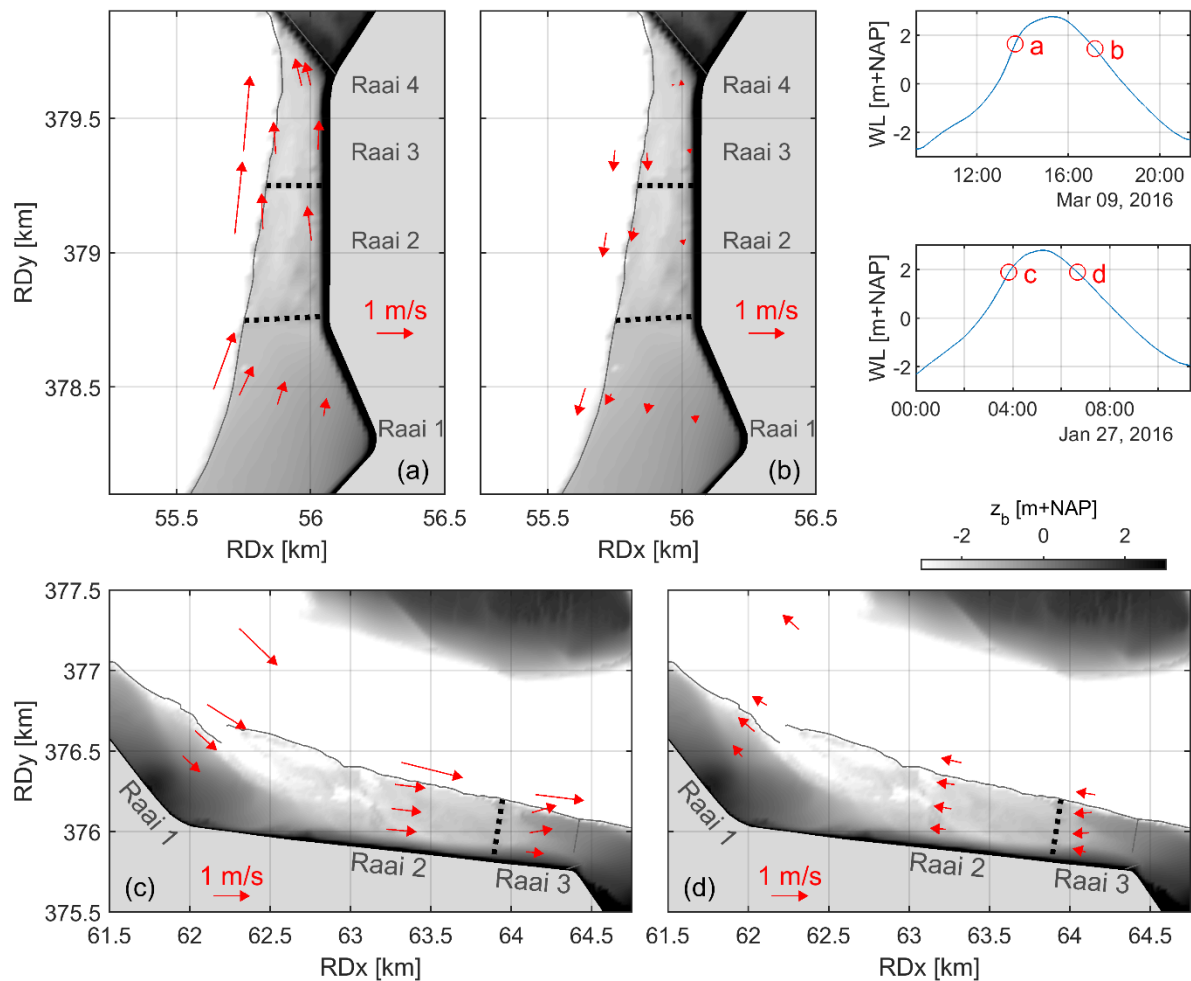 379.5
379
378.5
RDy [km]
Raai 4
Raai 3
Raai 2
1 m/s
Raai 1
(a)
55.5
56
56.5
RDx [km]
Raai 4
Raai 3
Raai 2
1 m/s
Raai 1
(b)
55.5
56
56.5
RDx [km]
WL [m+NAP]
2
0
-2
a
b
12:00
16:00
20:00
Mar 09, 2016
WL [m+NAP]
2
0
-2
c
d
00:00
04:00
08:00
Jan 27, 2016
z_b [m+NAP]
-2
0
2
377.5
377
376.5
376
375.5
RDy [km]
Raai 1
Raai 2
Raai 3
(c)
1 m/s
61.5
62
62.5
63
63.5
64
64.5
RDx [km]
Raai 1
Raai 2
Raai 3
(d)
1 m/s
61.5
62
62.5
63
63.5
64
64.5
RDx [km]